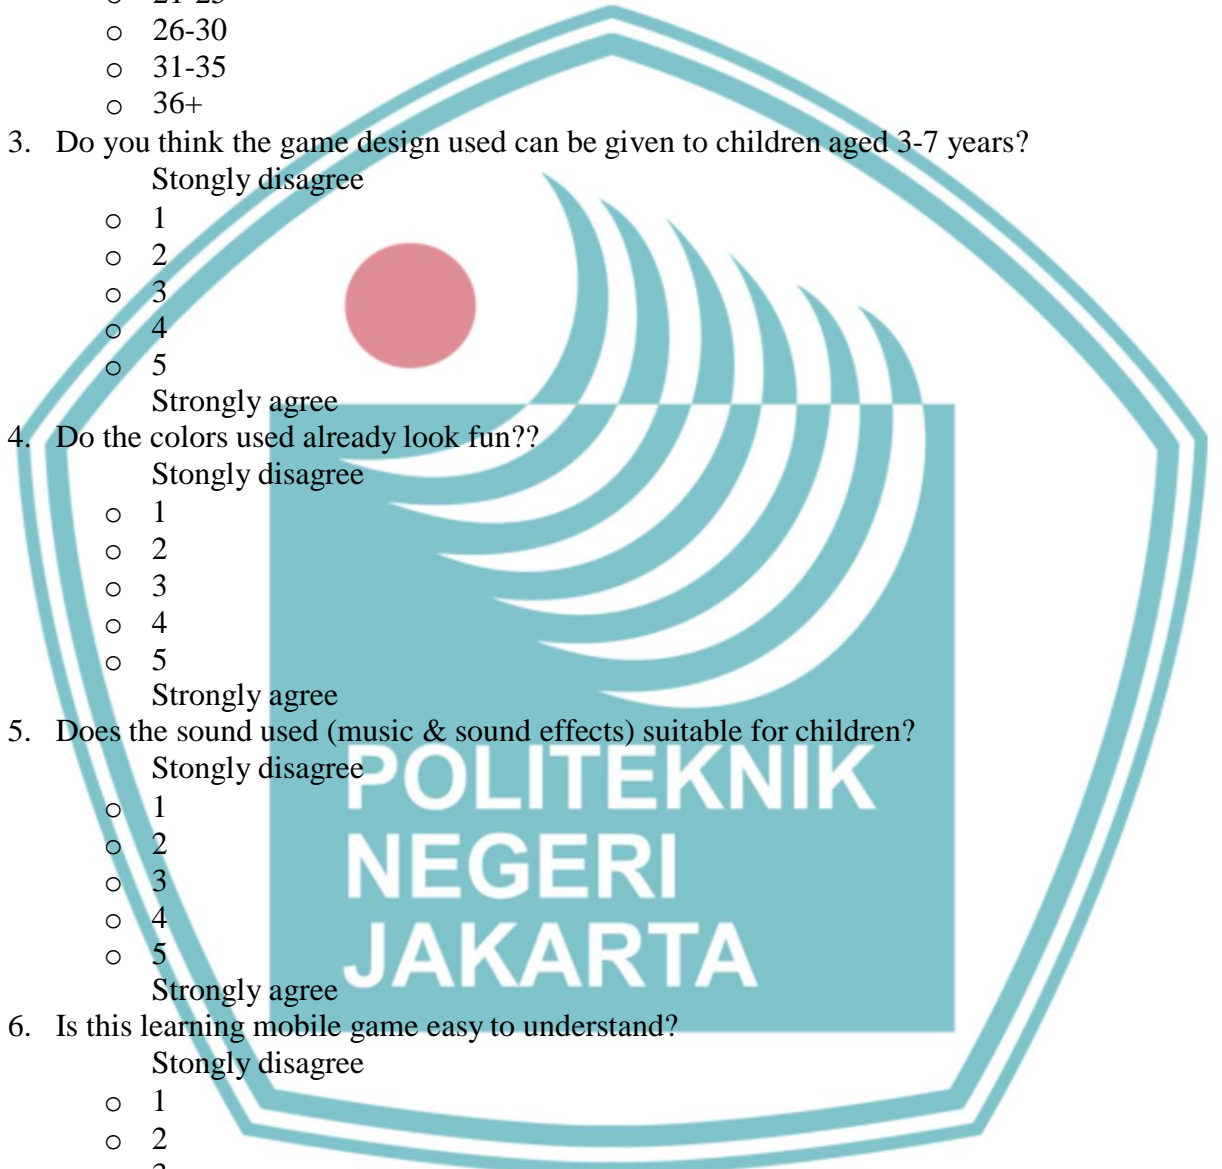 o 21-25
o 26-30
o 31-35
o 36+
3. Do you think the game design used can be given to children aged 3-7 years?
Stongly disagree
o 1
o 2
o 3
o 4
o 5
Strongly agree
4. Do the colors used already look fun??
Stongly disagree
o 1
o 2
o 3
o 4
o 5
Strongly agree
5. Does the sound used (music & sound effects) suitable for children?
Stongly disagree
o 1
o 2
o 3
o 4
o 5
Strongly agree
6. Is this learning mobile game easy to understand?
Stongly disagree
o 1
o 2
POLITEKNIK
NEGERI
JAKARTA